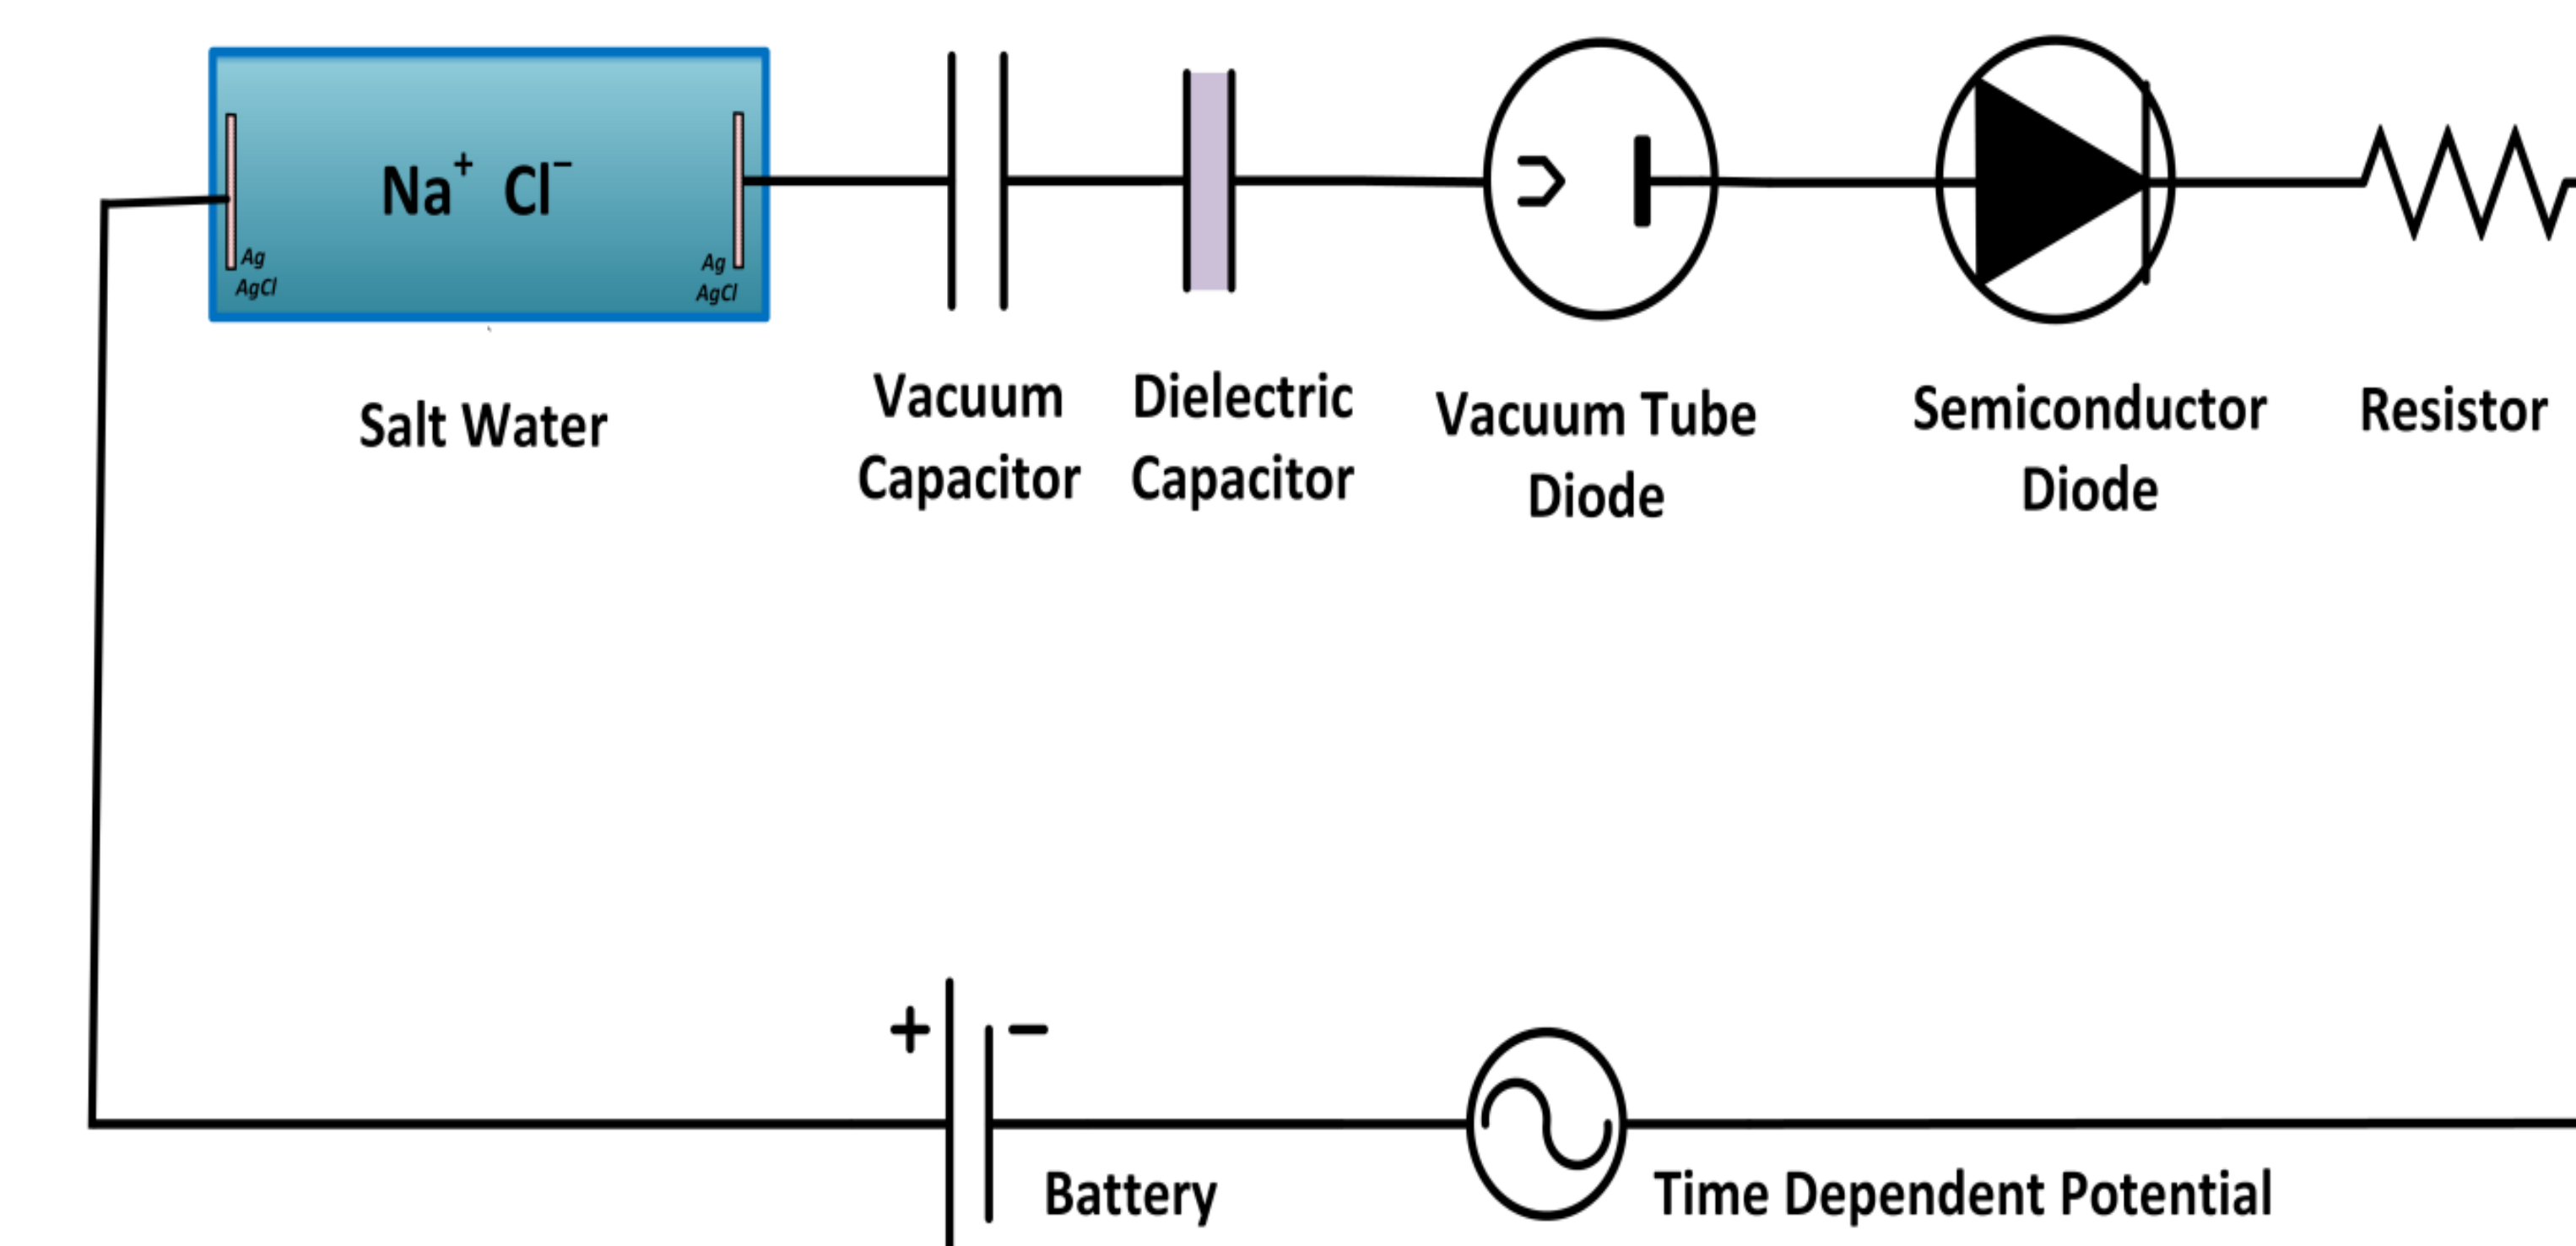 Na⁺ Cl⁻
Ag
AgCl
Ag
AgCl
Salt Water
Vacuum
Capacitor
Dielectric
Capacitor
Vacuum Tube
Diode
Semiconductor
Diode
Resistor
+ −
Battery
Time Dependent Potential